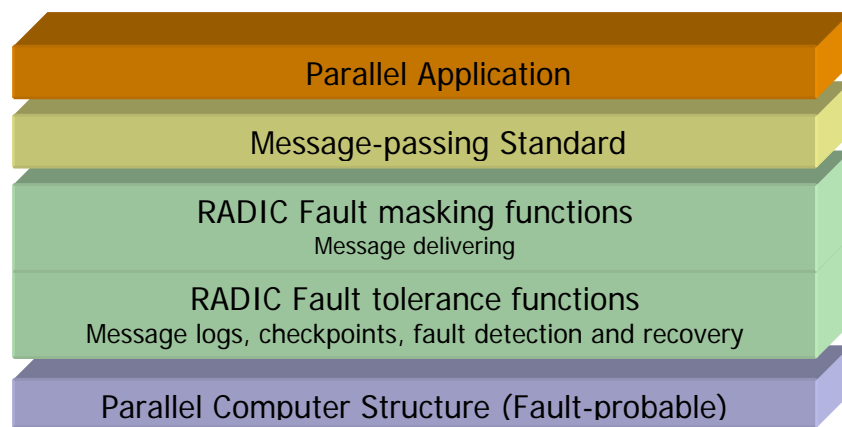 Parallel Application
Message-passing Standard
RADIC Fault masking functions
Message delivering
RADIC Fault tolerance functions
Message logs, checkpoints, fault detection and recovery
Parallel Computer Structure (Fault-probable)